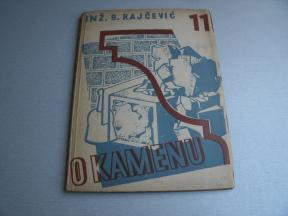 INŽ. B. RAJČEVIĆ 11
O KAMENU